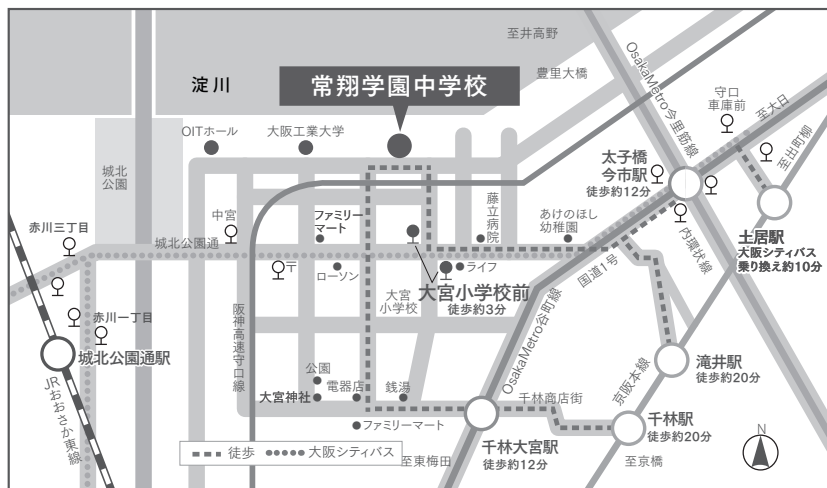 至井高野
OsakaMetro今里筋線
淀川
豊里大橋
常翔学園中学校
守口
車庫前
至大日
OITホール
大阪工業大学
太子橋
今市駅
徒歩約12分
至出町柳
城北
公園
藤立病院
あけのほし
幼稚園
中宮
ファミリー
マート
赤川三丁目
城北公園通
土居駅
大阪シティバス
乗り換え約10分
内環状線
国道1号
〒
ローソン
ライフ
大宮
小学校
大宮小学校前
徒歩約3分
阪神高速守口線
OsakaMetro谷町線
赤川一丁目
城北公園通駅
JRおおさか東線
公園
電器店
銭湯
大宮神社
千林商店街
京阪本線
滝井駅
徒歩約20分
ファミリーマート
千林大宮駅
徒歩約12分
千林駅
徒歩約20分
N
徒歩
大阪シティバス
至東梅田
至京橋